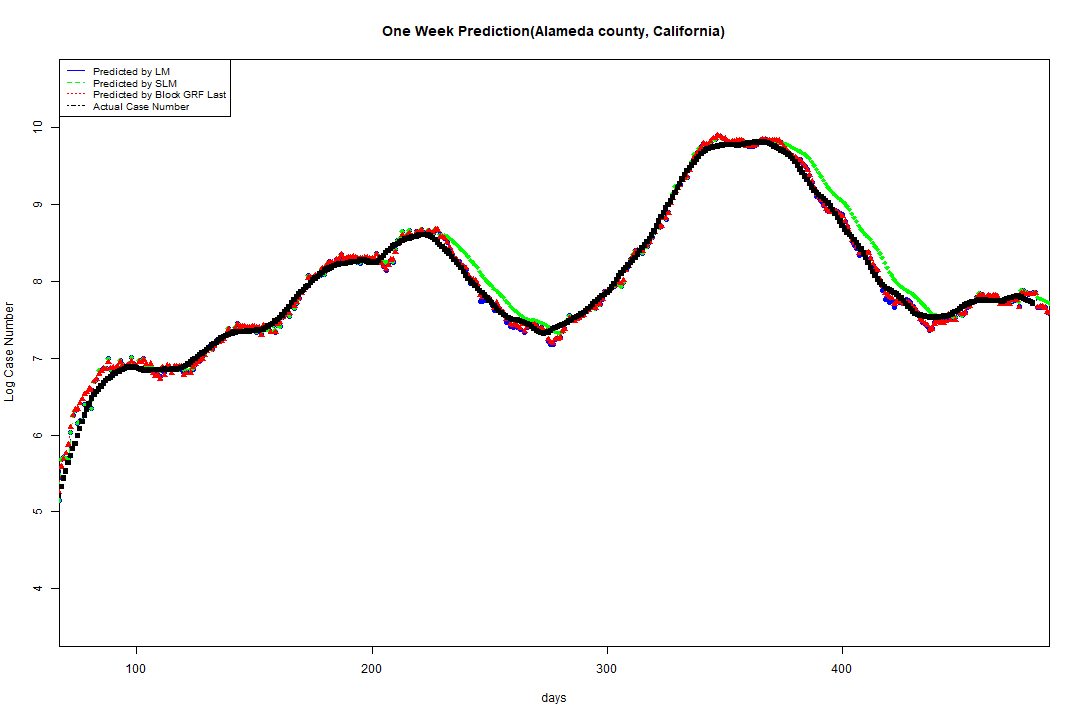 One Week Prediction(Alameda county, California)
Predicted by LM
Predicted by SLM
Predicted by Block GRF Last
Actual Case Number
Log Case Number
10
9
8
7
6
5
4
100 200 300 400
days